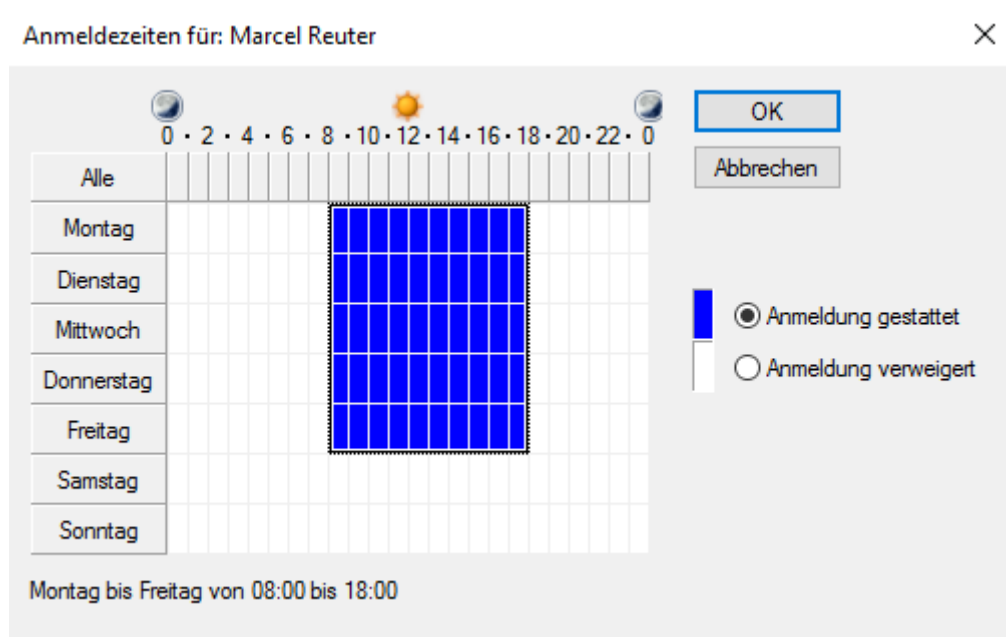 Anmeldezeiten für: Marcel Reuter
0 · 2 · 4 · 6 · 8 · 10 · 12 · 14 · 16 · 18 · 20 · 22 · 0
OK
Abbrechen
Alle
Montag
Dienstag
Mittwoch
Donnerstag
Freitag
Samstag
Sonntag
Anmeldung gestattet
Anmeldung verweigert
Montag bis Freitag von 08:00 bis 18:00